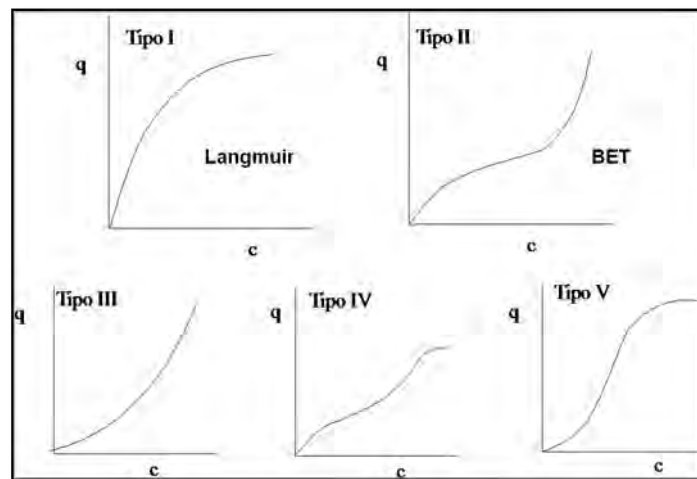 Tipo I
q
Langmuir
c
Tipo II
q
BET
c
Tipo III
q
c
Tipo IV
q
c
Tipo V
q
c